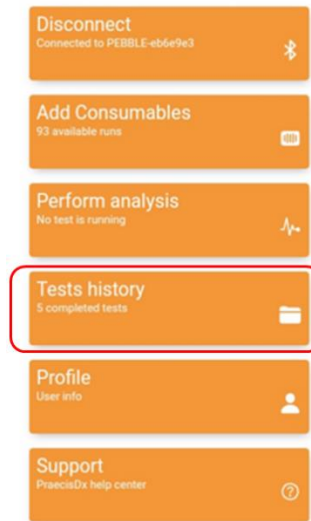 Disconnect
Connected to PEBBLE-eb6e9e3
Add Consumables
93 available runs
Perform analysis
No test is running
Tests history
5 completed tests
Profile
User info
Support
PraecisDx help center